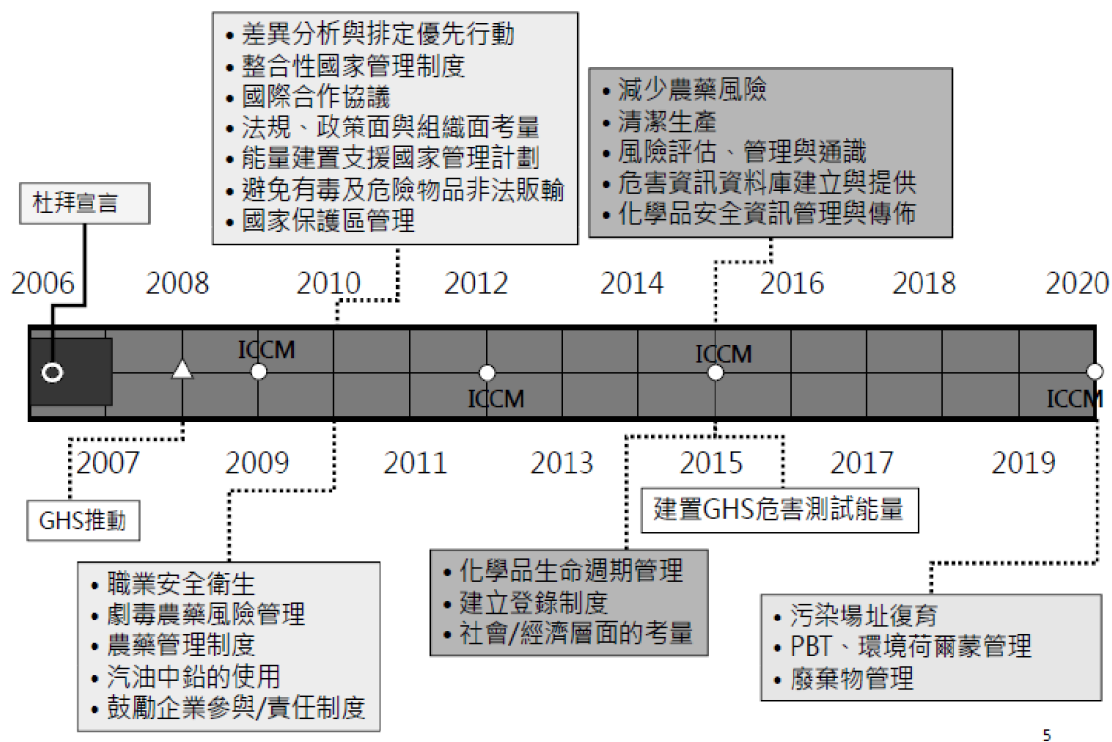 • 差異分析與排定優先行動
• 整合性國家管理制度
• 國際合作協議
• 法規、政策面與組織面考量
• 能量建置支援國家管理計劃
• 避免有毒及危險物品非法販輸
• 國家保護區管理
• 減少農藥風險
• 清潔生產
• 風險評估、管理與通識
• 危害資訊資料庫建立與提供
• 化學品安全資訊管理與傳佈
杜拜宣言
2006 2008 2010 2012 2014 2016 2018 2020
ICCM ICCM
ICCM ICCM
2007 2009 2011 2013 2015 2017 2019
GHS推動
建置GHS危害測試能量
• 職業安全衛生
• 劇毒農藥風險管理
• 農藥管理制度
• 汽油中鉛的使用
• 鼓勵企業參與/責任制度
• 化學品生命週期管理
• 建立登錄制度
• 社會/經濟層面的考量
• 污染場址復育
• PBT、環境荷爾蒙管理
• 廢棄物管理
5